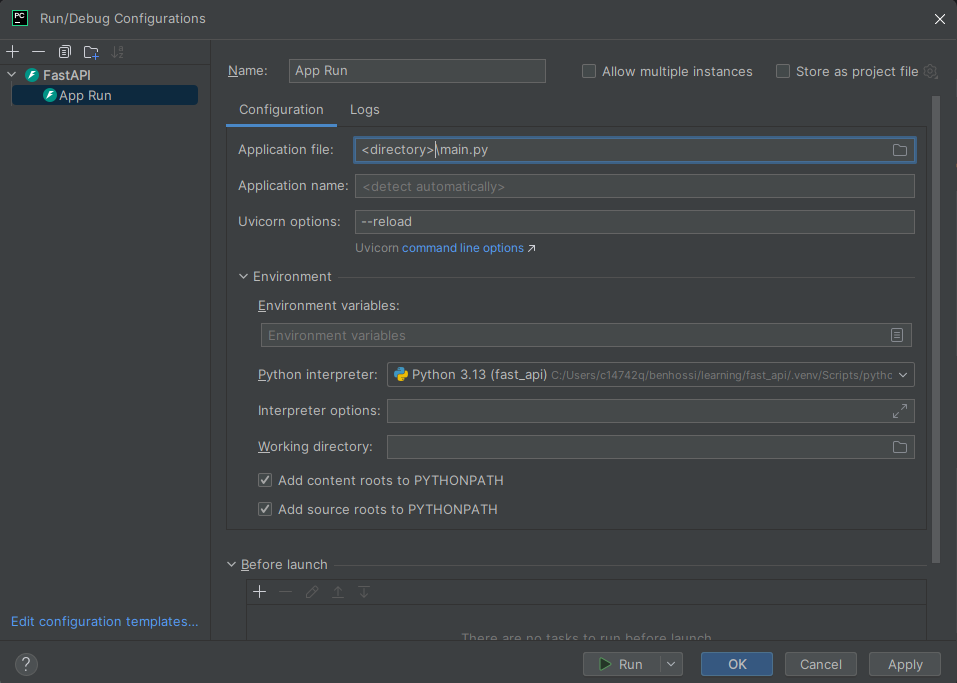 PC
Run/Debug Configurations
FastAPI
App Run
Name:
App Run
Allow multiple instances
Store as project file
Configuration
Logs
Application file:
<directory>\main.py
Application name:
<detect automatically>
Uvicorn options:
--reload
Uvicorn command line options
Environment
Environment variables:
Environment variables
Python interpreter:
Python 3.13 (fast_api) C:/Users/c14742q/benhossi/learning/fast_api/.venv/Scripts/pytho
Interpreter options:
Working directory:
Add content roots to PYTHONPATH
Add source roots to PYTHONPATH
Before launch
There are no tasks to run before launch
Edit configuration templates...
?
Run
OK
Cancel
Apply